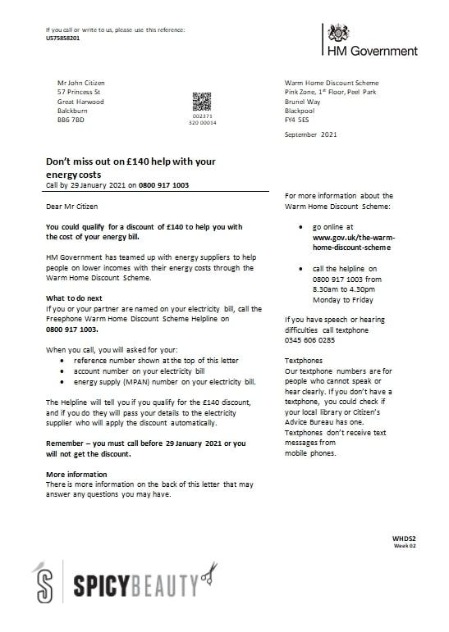 If you call or write to us, please use this reference:
US75858201
HM Government
Mr John Citizen
57 Princess St
Great Harwood
Balckburn
BB6 7BD
002371
520 00014
Warm Home Discount Scheme
Pink Zone, 1st Floor, Peel Park
Brunel Way
Blackpool
FY4 5ES
September 2021
Don't miss out on £140 help with your
energy costs
Call by 29 January 2021 on 0800 917 1003
Dear Mr Citizen
You could qualify for a discount of £140 to help you with
the cost of your energy bill.
HM Government has teamed up with energy suppliers to help
people on lower incomes with their energy costs through the
Warm Home Discount Scheme.
What to do next
If you or your partner are named on your electricity bill, call the
Freephone Warm Home Discount Scheme Helpline on
0800 917 1003.
When you call, you will asked for your:
• reference number shown at the top of this letter
• account number on your electricity bill
• energy supply (MPAN) number on your electricity bill.
The Helpline will tell you if you qualify for the £140 discount,
and if you do they will pass your details to the electricity
supplier who will apply the discount automatically.
Remember – you must call before 29 January 2021 or you
will not get the discount.
More information
There is more information on the back of this letter that may
answer any questions you may have.
For more information about the
Warm Home Discount Scheme:
• go online at
www.gov.uk/the-warm-
home-discount-scheme
• call the helpline on
0800 917 1003 from
8.30am to 4.30pm
Monday to Friday
If you have speech or hearing
difficulties call textphone
0345 606 0285
Textphones
Our textphone numbers are for
people who cannot speak or
hear clearly. If you don't have a
textphone, you could check if
your local library or Citizen's
Advice Bureau has one.
Textphones don't receive text
messages from
mobile phones.
WHDS2
Week 02
S SPICYBEAUTY